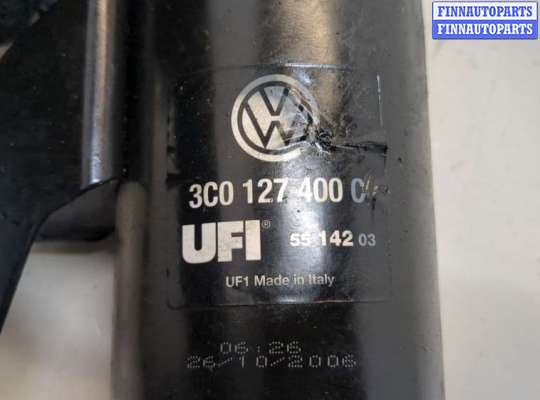 FINNAUTOPARTS
FINNAUTOPARTS
3C0 127 400 C
UFI® 55 142 03
UF1 Made in Italy
06:26
26/10/2006